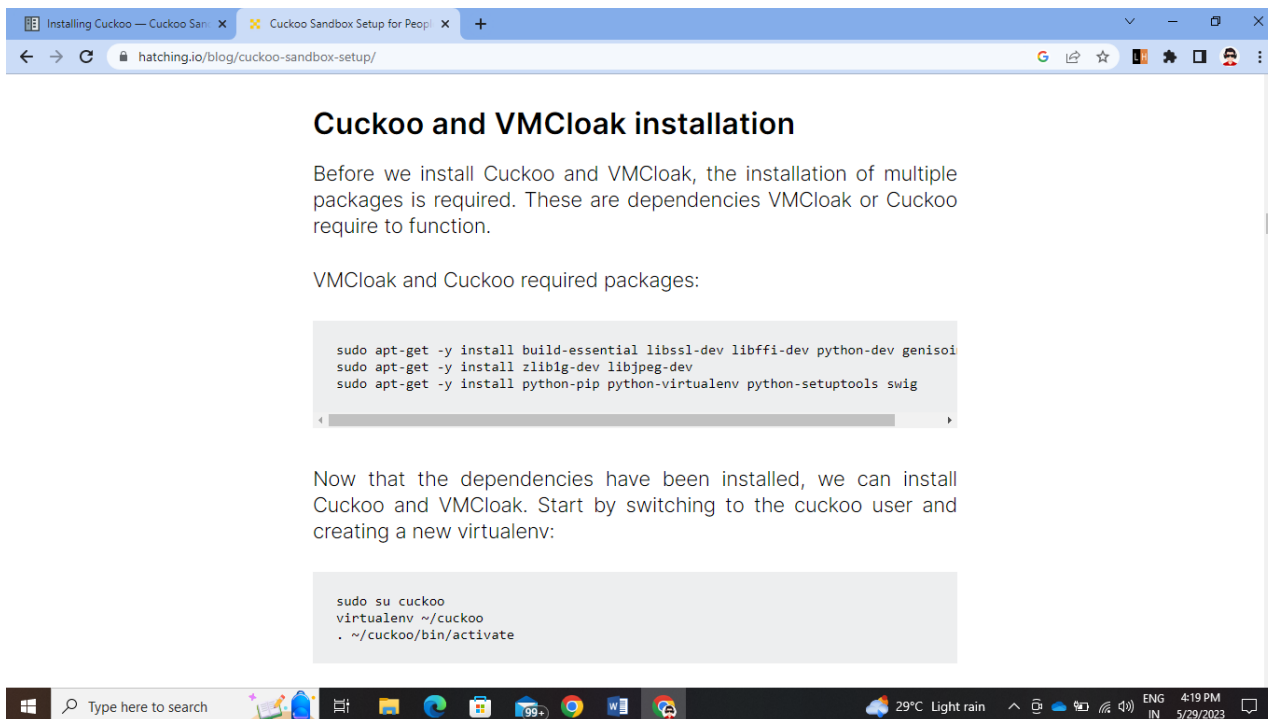 Installing Cuckoo — Cuckoo San
Cuckoo Sandbox Setup for Peopl
hatching.io/blog/cuckoo-sandbox-setup/
Cuckoo and VMCloak installation
Before we install Cuckoo and VMCloak, the installation of multiple
packages is required. These are dependencies VMCloak or Cuckoo
require to function.
VMCloak and Cuckoo required packages:
sudo apt-get -y install build-essential libssl-dev libffi-dev python-dev genisoi
sudo apt-get -y install zlib1g-dev libjpeg-dev
sudo apt-get -y install python-pip python-virtualenv python-setuptools swig
Now that the dependencies have been installed, we can install
Cuckoo and VMCloak. Start by switching to the cuckoo user and
creating a new virtualenv:
sudo su cuckoo
virtualenv ~/cuckoo
. ~/cuckoo/bin/activate
Type here to search
99+
29°C Light rain
ENG
IN
4:19 PM
5/29/2023